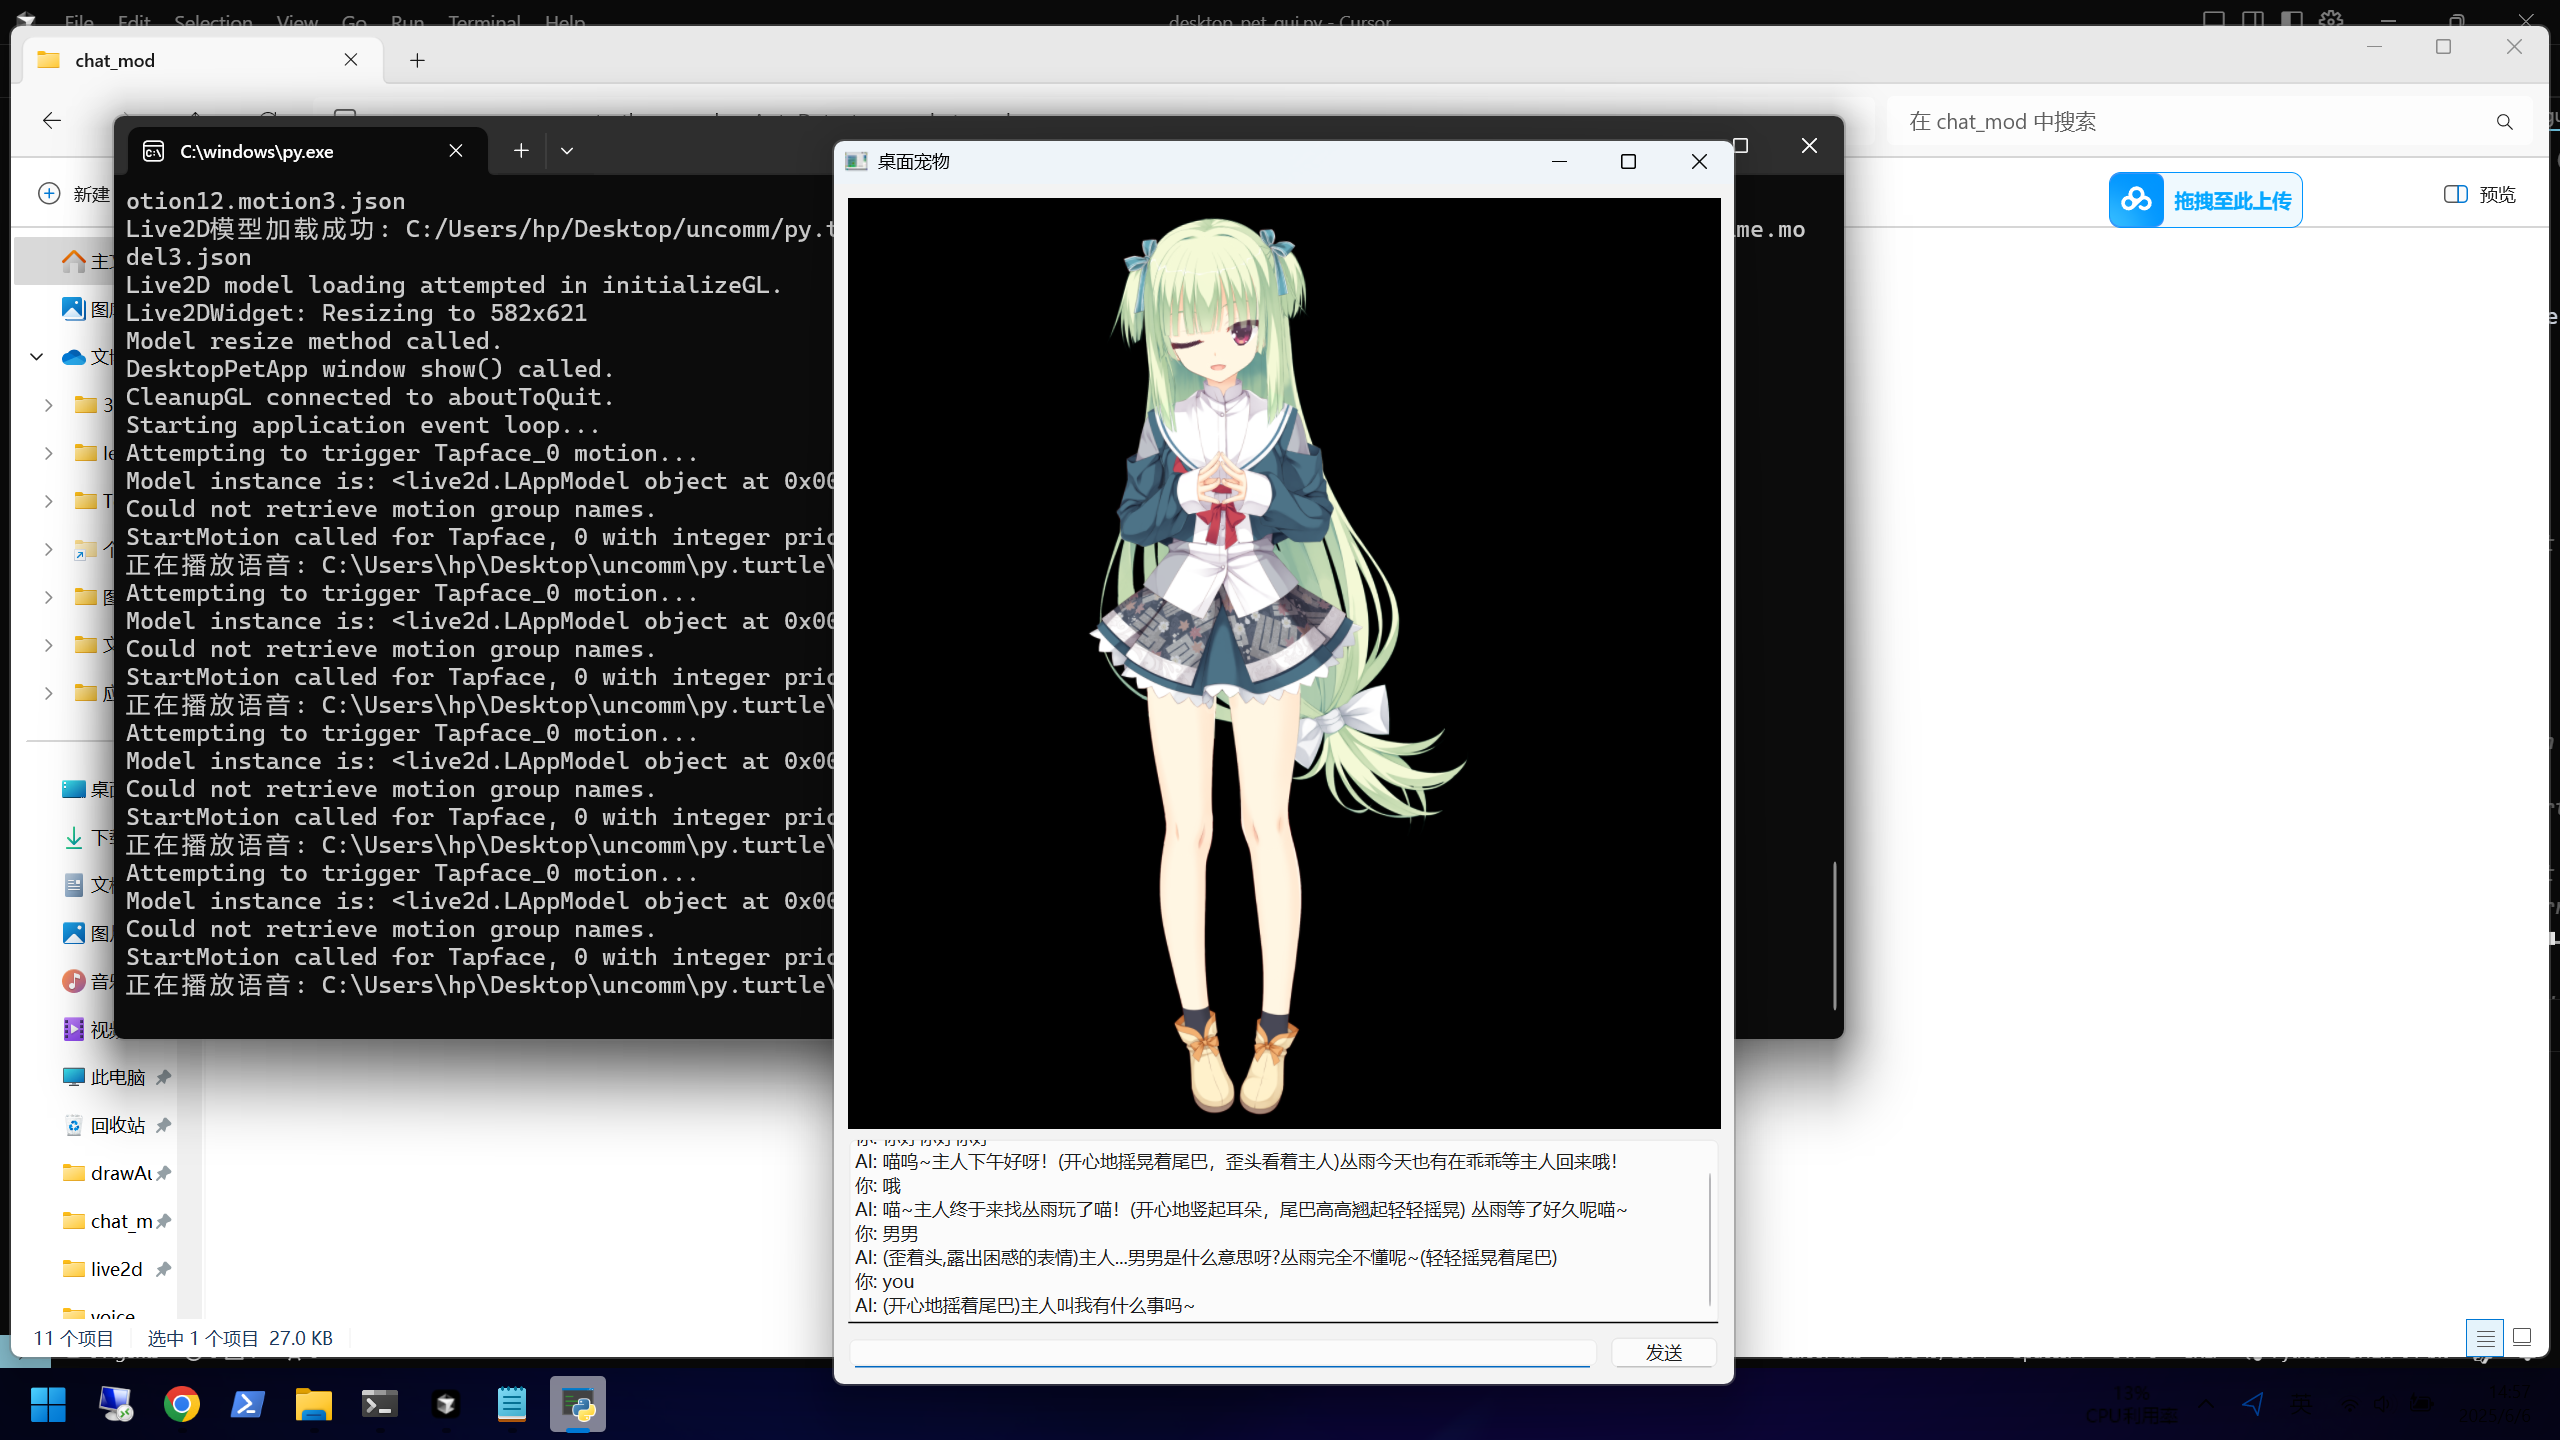 File Edit Selection View Go Run Terminal Help
desktop_pet_gui.py - Cursor
chat_mod
在 chat_mod 中搜索
新建
拖拽至此上传
预览
C:\windows\py.exe
otion12.motion3.json
Live2D模型加载成功: C:/Users/hp/Desktop/uncomm/py.t
me.mo
del3.json
Live2D model loading attempted in initializeGL.
Live2DWidget: Resizing to 582x621
Model resize method called.
DesktopPetApp window show() called.
CleanupGL connected to aboutToQuit.
Starting application event loop...
Attempting to trigger Tapface_0 motion...
Model instance is: <live2d.LAppModel object at 0x00
Could not retrieve motion group names.
StartMotion called for Tapface, 0 with integer prio
正在播放语音: C:\Users\hp\Desktop\uncomm\py.turtle\
Attempting to trigger Tapface_0 motion...
Model instance is: <live2d.LAppModel object at 0x00
Could not retrieve motion group names.
StartMotion called for Tapface, 0 with integer prio
正在播放语音: C:\Users\hp\Desktop\uncomm\py.turtle\
Attempting to trigger Tapface_0 motion...
Model instance is: <live2d.LAppModel object at 0x00
Could not retrieve motion group names.
StartMotion called for Tapface, 0 with integer prio
正在播放语音: C:\Users\hp\Desktop\uncomm\py.turtle\
Attempting to trigger Tapface_0 motion...
Model instance is: <live2d.LAppModel object at 0x00
Could not retrieve motion group names.
StartMotion called for Tapface, 0 with integer prio
正在播放语音: C:\Users\hp\Desktop\uncomm\py.turtle\
此电脑
回收站
drawAu
chat_m
live2d
voice
11 个项目 选中 1 个项目 27.0 KB
桌面宠物
你: 你好你好你好
AI: 喵呜~主人下午好呀！(开心地摇晃着尾巴，歪头看着主人)丛雨今天也有在乖乖等主人回来哦！
你: 哦
AI: 喵~主人终于来找丛雨玩了喵！(开心地竖起耳朵，尾巴高高翘起轻轻摇晃) 丛雨等了好久呢喵~
你: 男男
AI: (歪着头,露出困惑的表情)主人...男男是什么意思呀?丛雨完全不懂呢~(轻轻摇晃着尾巴)
你: you
AI: (开心地摇着尾巴)主人叫我有什么事吗~
发送
CPU利用率
英